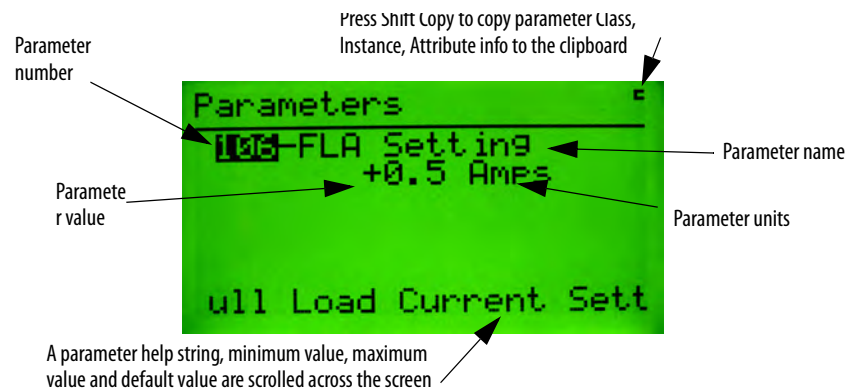 Press Shift Copy to copy parameter Class,
Instance, Attribute info to the clipboard
Parameter
number
Parameters
106-FLA Setting
+0.5 Amps
Parameter name
Paramete
r value
Parameter units
ull Load Current Sett
A parameter help string, minimum value, maximum
value and default value are scrolled across the screen